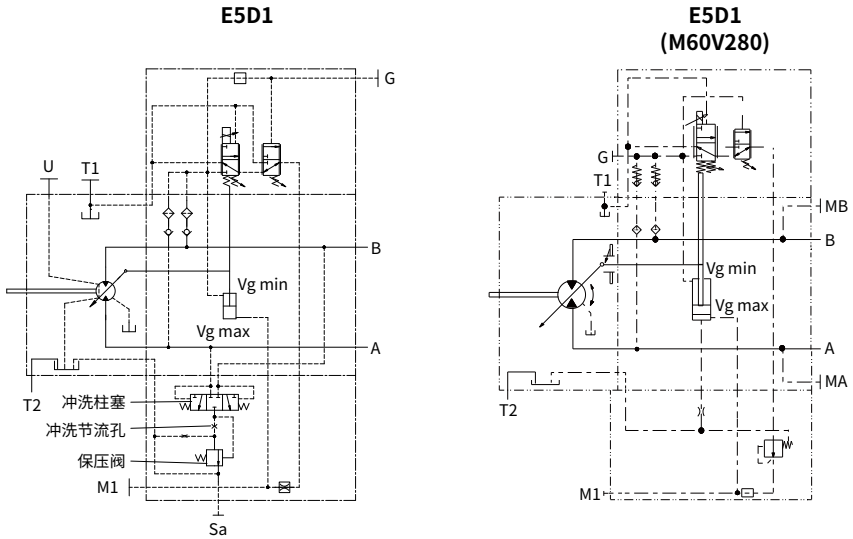 E5D1
G
U
T1
B
Vg min
Vg max
A
T2
冲洗柱塞
冲洗节流孔
保压阀
M1
Sa
E5D1
(M60V280)
G
T1
MB
B
Vg min
Vg max
A
MA
T2
M1